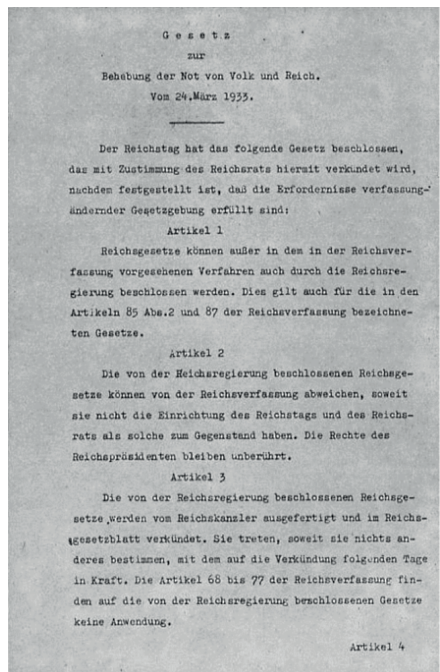 Gesetz
zur
Behebung der Not von Volk und Reich.
Vom 24.März 1933.
Der Reichstag hat das folgende Gesetz beschlossen,
das mit Zustimmung des Reichsrats hiermit verkündet wird,
nachdem festgestellt ist, daß die Erfordernisse verfassung-
ändernder Gesetzgebung erfüllt sind:
Artikel 1
Reichsgesetze können außer in dem in der Reichsver-
fassung vorgesehenen Verfahren auch durch die Reichsre-
gierung beschlossen werden. Dies gilt auch für die in den
Artikeln 85 Abs.2 und 87 der Reichsverfassung bezeichne-
ten Gesetze.
Artikel 2
Die von der Reichsregierung beschlossenen Reichsge-
setze können von der Reichsverfassung abweichen, soweit
sie nicht die Einrichtung des Reichstags und des Reichs-
rats als solche zum Gegenstand haben. Die Rechte des
Reichspräsidenten bleiben unberührt.
Artikel 3
Die von der Reichsregierung beschlossenen Reichsge-
setze werden vom Reichskanzler ausgefertigt und im Reichs-
gesetzblatt verkündet. Sie treten, soweit sie nichts an-
deres bestimmen, mit dem auf die Verkündung folgenden Tage
in Kraft. Die Artikel 68 bis 77 der Reichsverfassung fin-
den auf die von der Reichsregierung beschlossenen Gesetze
keine Anwendung.
Artikel 4